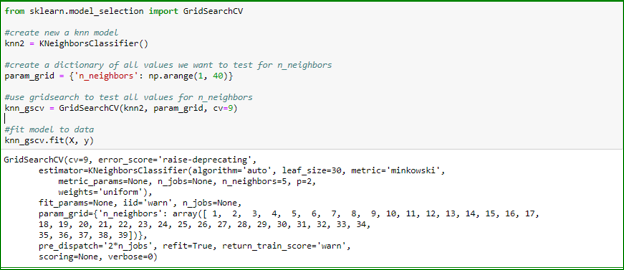 from sklearn.model_selection import GridSearchCV
#create new a knn model
knn2 = KNeighborsClassifier()
#create a dictionary of all values we want to test for n_neighbors
param_grid = {'n_neighbors': np.arange(1, 40)}
#use gridsearch to test all values for n_neighbors
knn_gscv = GridSearchCV(knn2, param_grid, cv=9)
#fit model to data
knn_gscv.fit(X, y)
GridSearchCV(cv=9, error_score='raise-deprecating',
estimator=KNeighborsClassifier(algorithm='auto', leaf_size=30, metric='minkowski',
metric_params=None, n_jobs=None, n_neighbors=5, p=2,
weights='uniform'),
fit_params=None, iid='warn', n_jobs=None,
param_grid={'n_neighbors': array([ 1, 2, 3, 4, 5, 6, 7, 8, 9, 10, 11, 12, 13, 14, 15, 16, 17,
18, 19, 20, 21, 22, 23, 24, 25, 26, 27, 28, 29, 30, 31, 32, 33, 34,
35, 36, 37, 38, 39])},
pre_dispatch='2*n_jobs', refit=True, return_train_score='warn',
scoring=None, verbose=0)